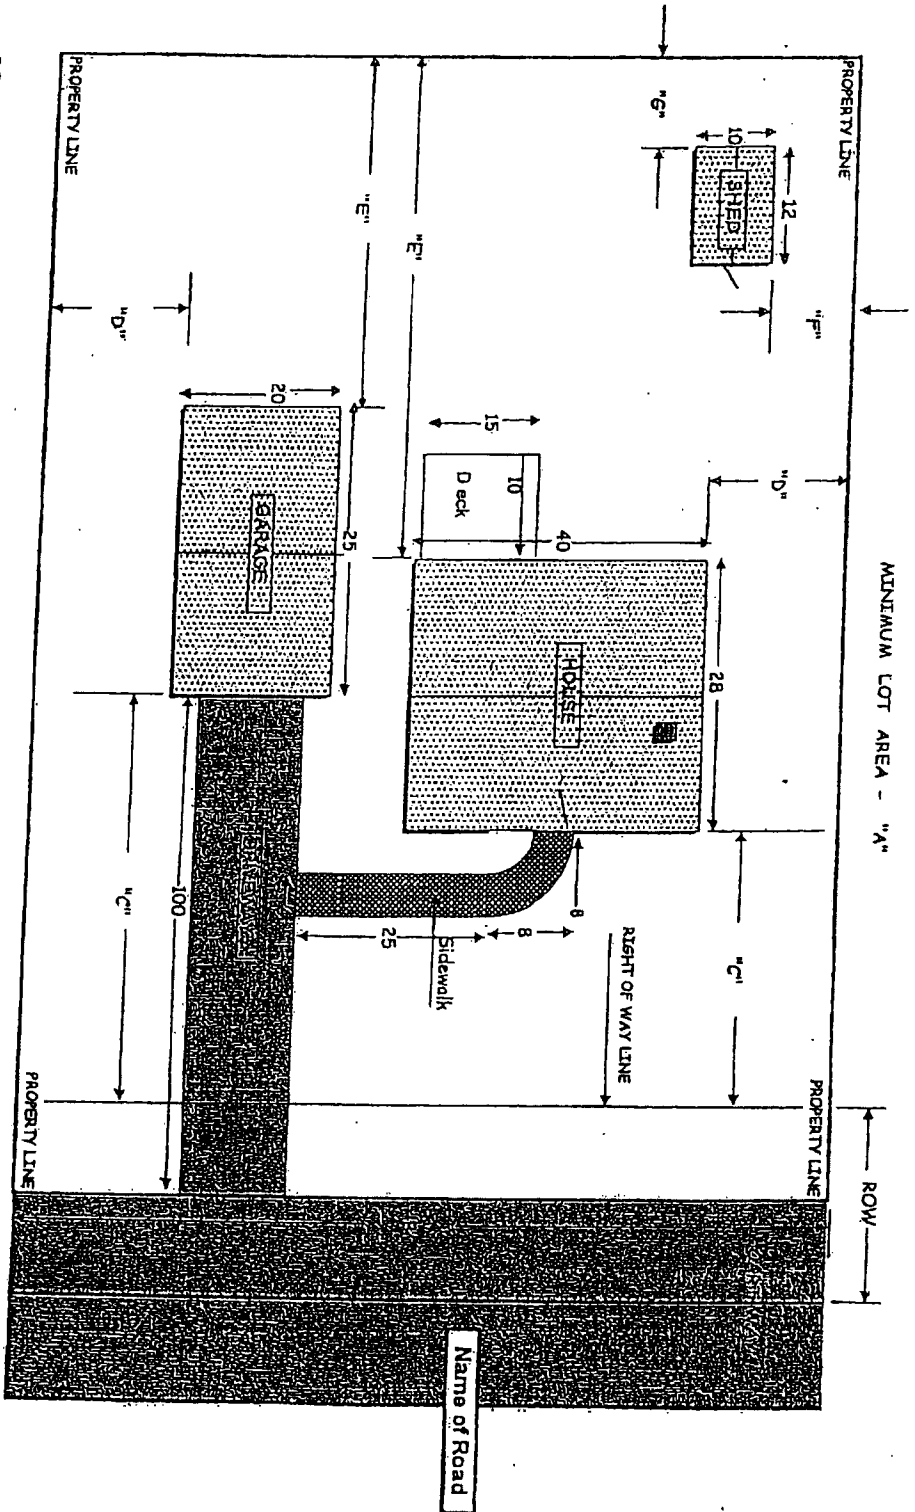 MINIMUM LOT AREA - "A"
PROPERTY LINE
PROPERTY LINE
"G"
10
12
SHED
"F"
"D"
"E"
"E"
"D"
15
10
Deck
40
28
HOUSE
20
25
GARAGE
8
8
25
Sidewalk
"C"
RIGHT OF WAY LINE
"C"
100
DRIVEWAY
PROPERTY LINE
PROPERTY LINE
ROW
Name of Road